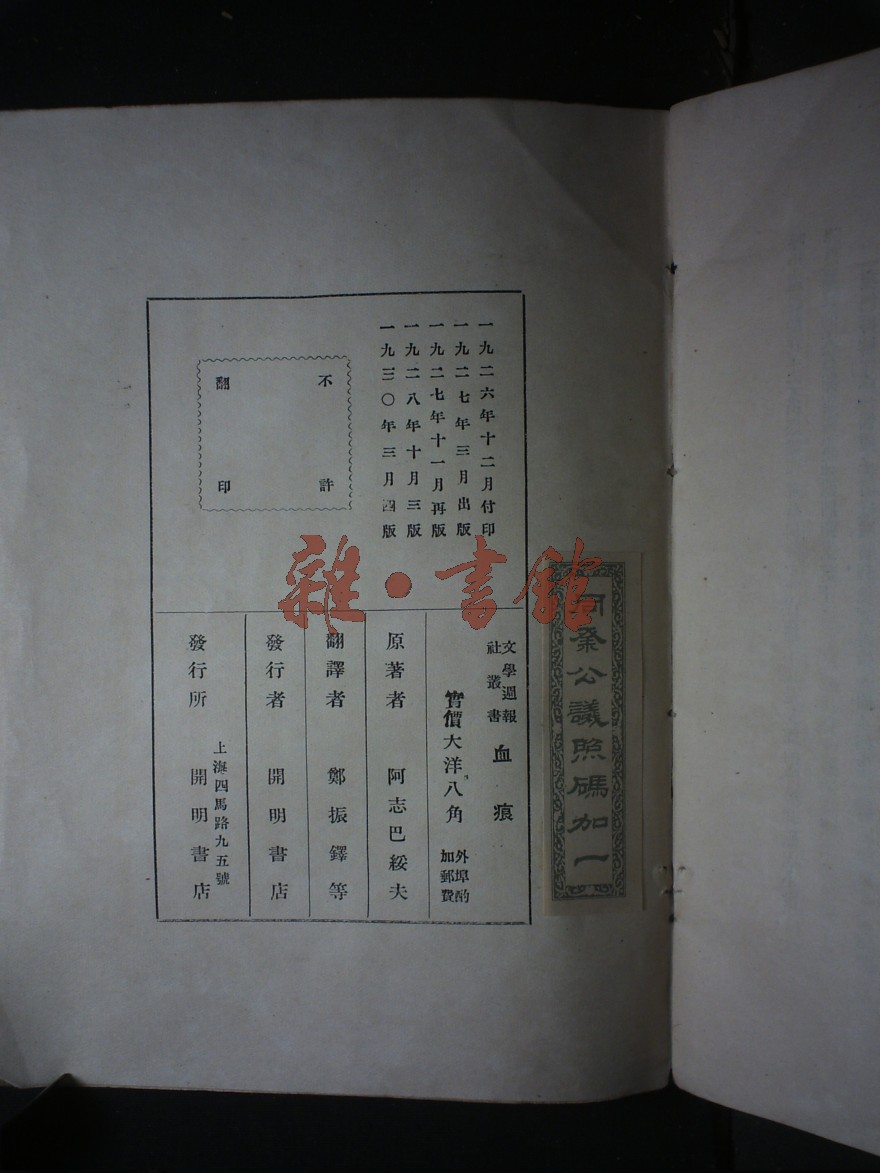 同業公議照碼加一
一九二六年十二月付印
一九二七年三月出版
一九二七年十一月再版
一九二八年十月三版
一九三〇年三月四版
不許
翻印
文學週報
社叢書
血痕
實價大洋八角
外埠酌
加郵費
原著者 阿志巴綏夫
翻譯者 鄭振鐸等
發行者 開明書店
發行所
上海四馬路九五號
開明書店
雜·書館